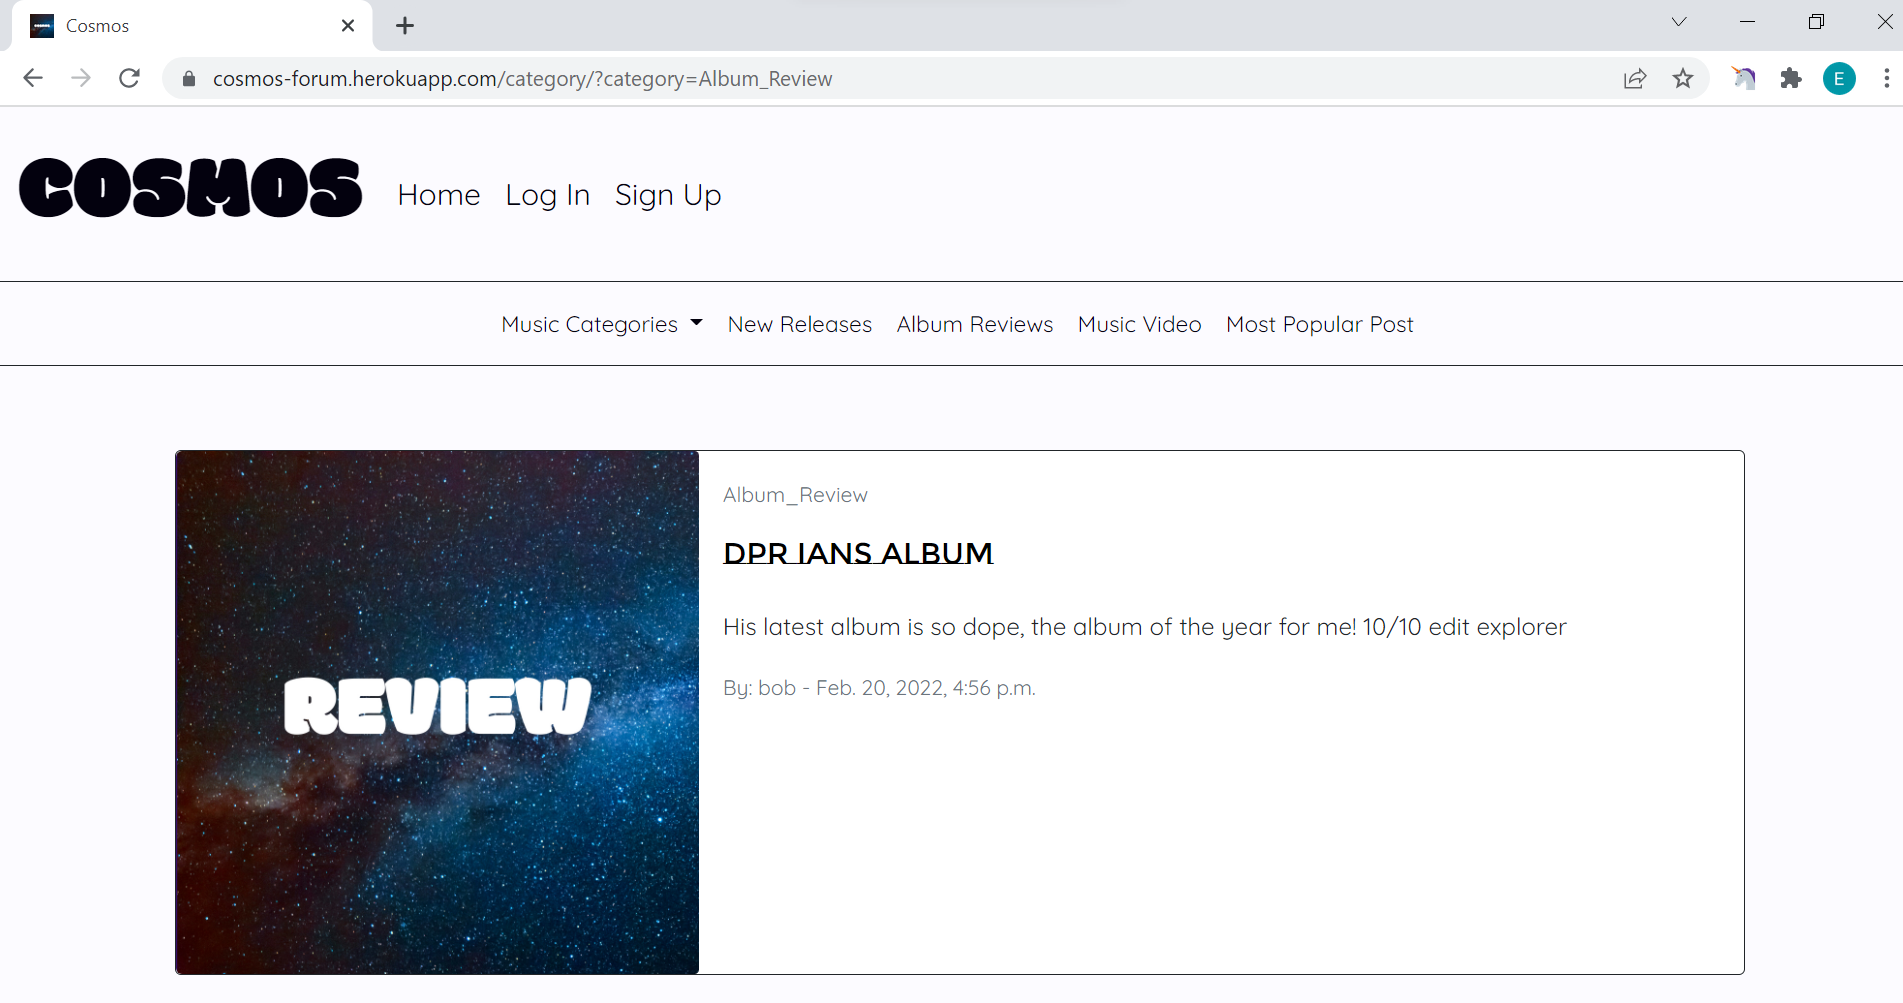 Cosmos
cosmos-forum.herokuapp.com/category/?category=Album_Review
E
COSMOS
Home Log In Sign Up
Music Categories New Releases Album Reviews Music Video Most Popular Post
REVIEW
Album_Review
DPR IANS ALBUM
His latest album is so dope, the album of the year for me! 10/10 edit explorer
By: bob - Feb. 20, 2022, 4:56 p.m.